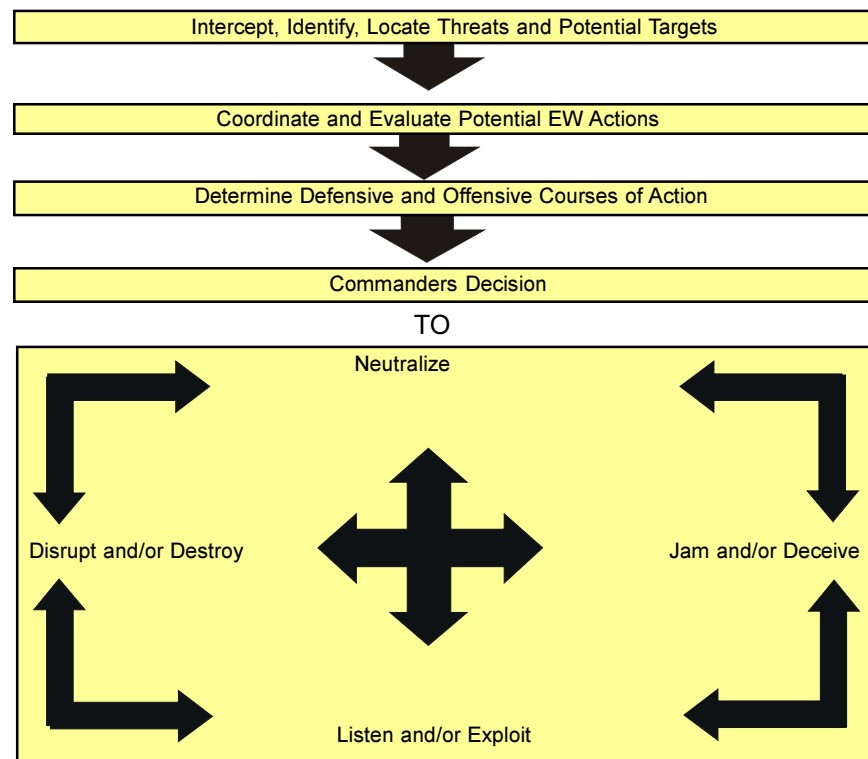 Intercept, Identify, Locate Threats and Potential Targets
Coordinate and Evaluate Potential EW Actions
Determine Defensive and Offensive Courses of Action
Commanders Decision
TO
Neutralize
Disrupt and/or Destroy
Jam and/or Deceive
Listen and/or Exploit